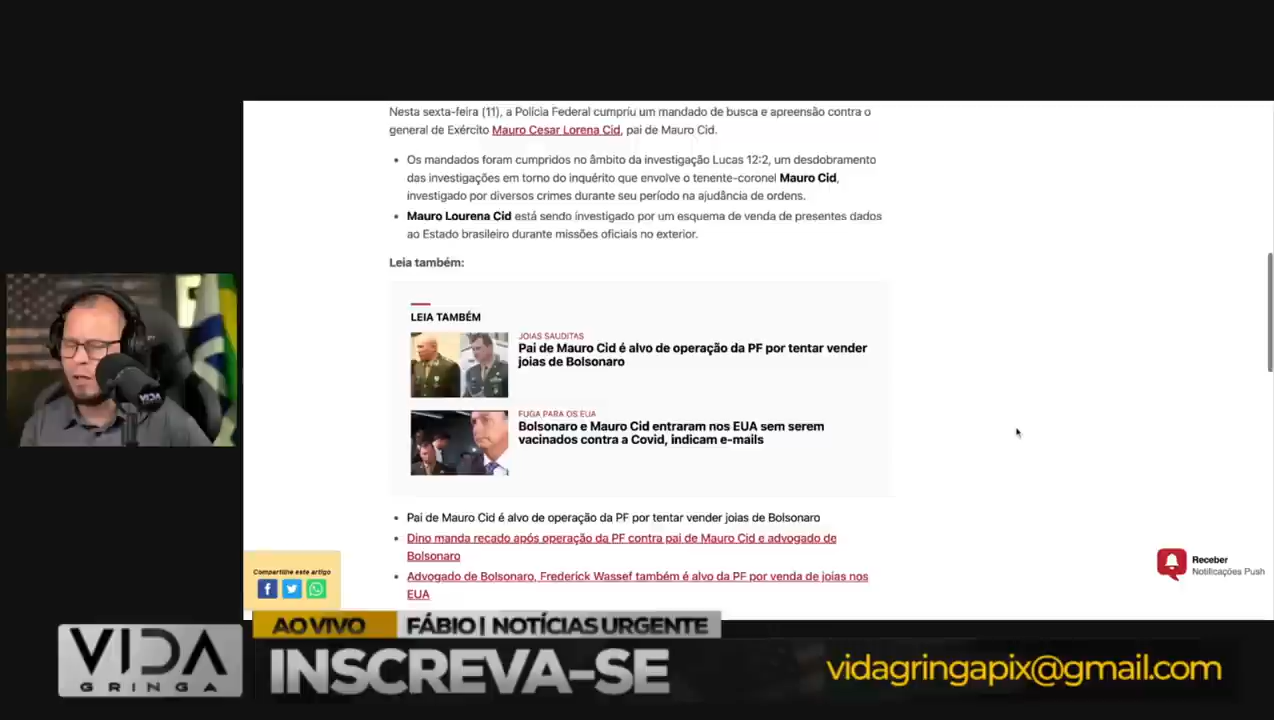 Nesta sexta-feira (11), a Polícia Federal cumpriu um mandado de busca e apreensão contra o
general de Exército Mauro Cesar Lorena Cid, pai de Mauro Cid.
• Os mandados foram cumpridos no âmbito da investigação Lucas 12:2, um desdobramento
das investigações em torno do inquérito que envolve o tenente-coronel Mauro Cid,
investigado por diversos crimes durante seu período na ajudância de ordens.
• Mauro Lourena Cid está sendo investigado por um esquema de venda de presentes dados
ao Estado brasileiro durante missões oficiais no exterior.
Leia também:
LEIA TAMBÉM
JOIAS SAUDITAS
Pai de Mauro Cid é alvo de operação da PF por tentar vender
joias de Bolsonaro
FUGA PARA OS EUA
Bolsonaro e Mauro Cid entraram nos EUA sem serem
vacinados contra a Covid, indicam e-mails
• Pai de Mauro Cid é alvo de operação da PF por tentar vender joias de Bolsonaro
• Dino manda recado após operação da PF contra pai de Mauro Cid e advogado de
Bolsonaro
• Advogado de Bolsonaro, Frederick Wassef também é alvo da PF por venda de joias nos
EUA
Compartilhe este artigo
Receber
Notificações Push
VIDA
AO VIVO
FÁBIO | NOTÍCIAS URGENTE
VIDA
GRINGA
INSCREVA-SE
vidagringapix@gmail.com